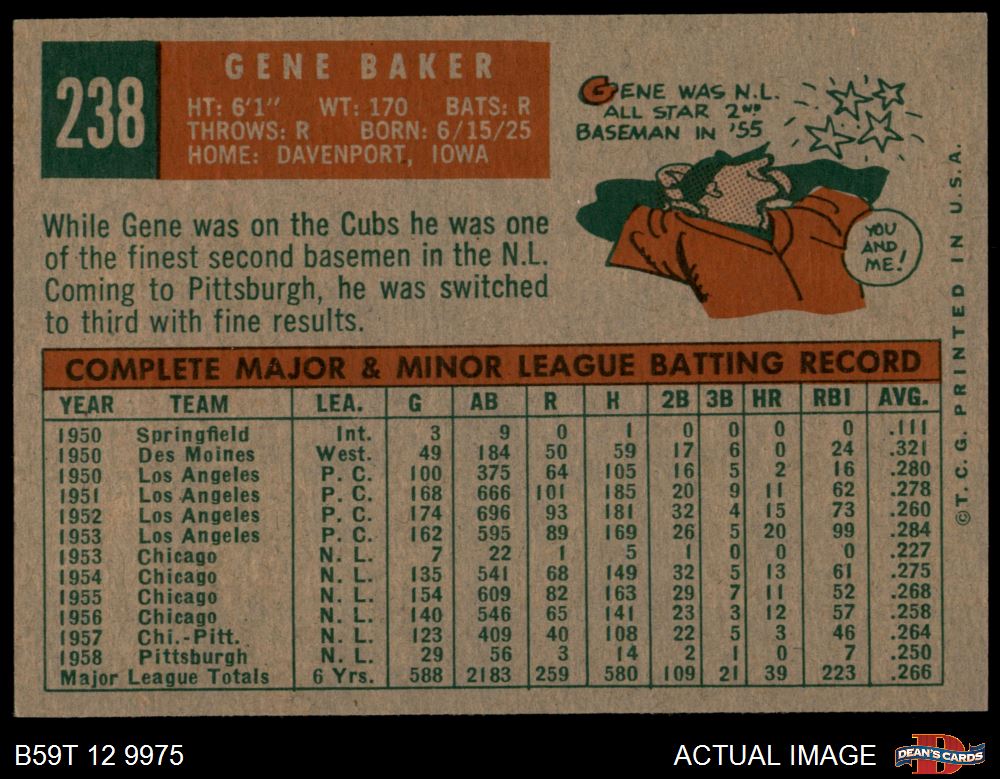 238
GENE BAKER
HT: 6'1" WT: 170 BATS: R
THROWS: R BORN: 6/15/25
HOME: DAVENPORT, IOWA
GENE WAS N.L.
ALL STAR 2ND
BASEMAN IN '55
YOU
AND
ME!
While Gene was on the Cubs he was one
of the finest second basemen in the N.L.
Coming to Pittsburgh, he was switched
to third with fine results.
COMPLETE MAJOR & MINOR LEAGUE BATTING RECORD
YEAR TEAM LEA. G AB R H 2B 3B HR RBI AVG.
1950 Springfield Int. 3 9 0 1 0 0 0 0 .111
1950 Des Moines West. 49 184 50 59 17 6 0 24 .321
1950 Los Angeles P. C. 100 375 64 105 16 5 2 16 .280
1951 Los Angeles P. C. 168 666 101 185 20 9 11 62 .278
1952 Los Angeles P. C. 174 696 93 181 32 4 15 73 .260
1953 Los Angeles P. C. 162 595 89 169 26 5 20 99 .284
1953 Chicago N. L. 7 22 1 5 1 0 0 0 .227
1954 Chicago N. L. 135 541 68 149 32 5 13 61 .275
1955 Chicago N. L. 154 609 82 163 29 7 11 52 .268
1956 Chicago N. L. 140 546 65 141 23 3 12 57 .258
1957 Chi.-Pitt. N. L. 123 409 40 108 22 5 3 46 .264
1958 Pittsburgh N. L. 29 56 3 14 2 1 0 7 .250
Major League Totals 6 Yrs. 588 2183 259 580 109 21 39 223 .266
©T. C. G. PRINTED IN U.S.A.
B59T 12 9975
ACTUAL IMAGE
DEAN'S CARDS